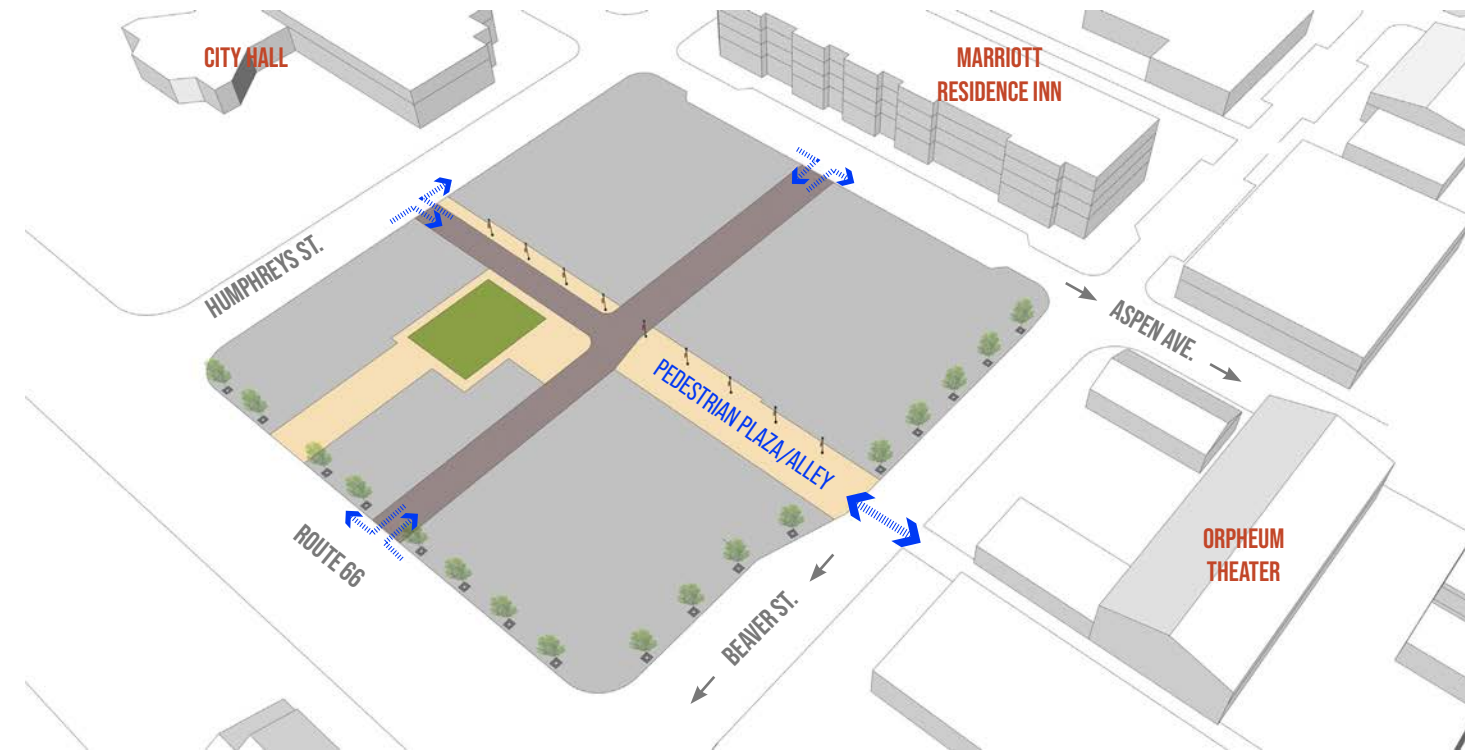 CITY HALL
MARRIOTT
RESIDENCE INN
HUMPHREYS ST.
ASPEN AVE.
PEDESTRIAN PLAZA/ALLEY
ROUTE 66
ORPHEUM
THEATER
BEAVER ST.